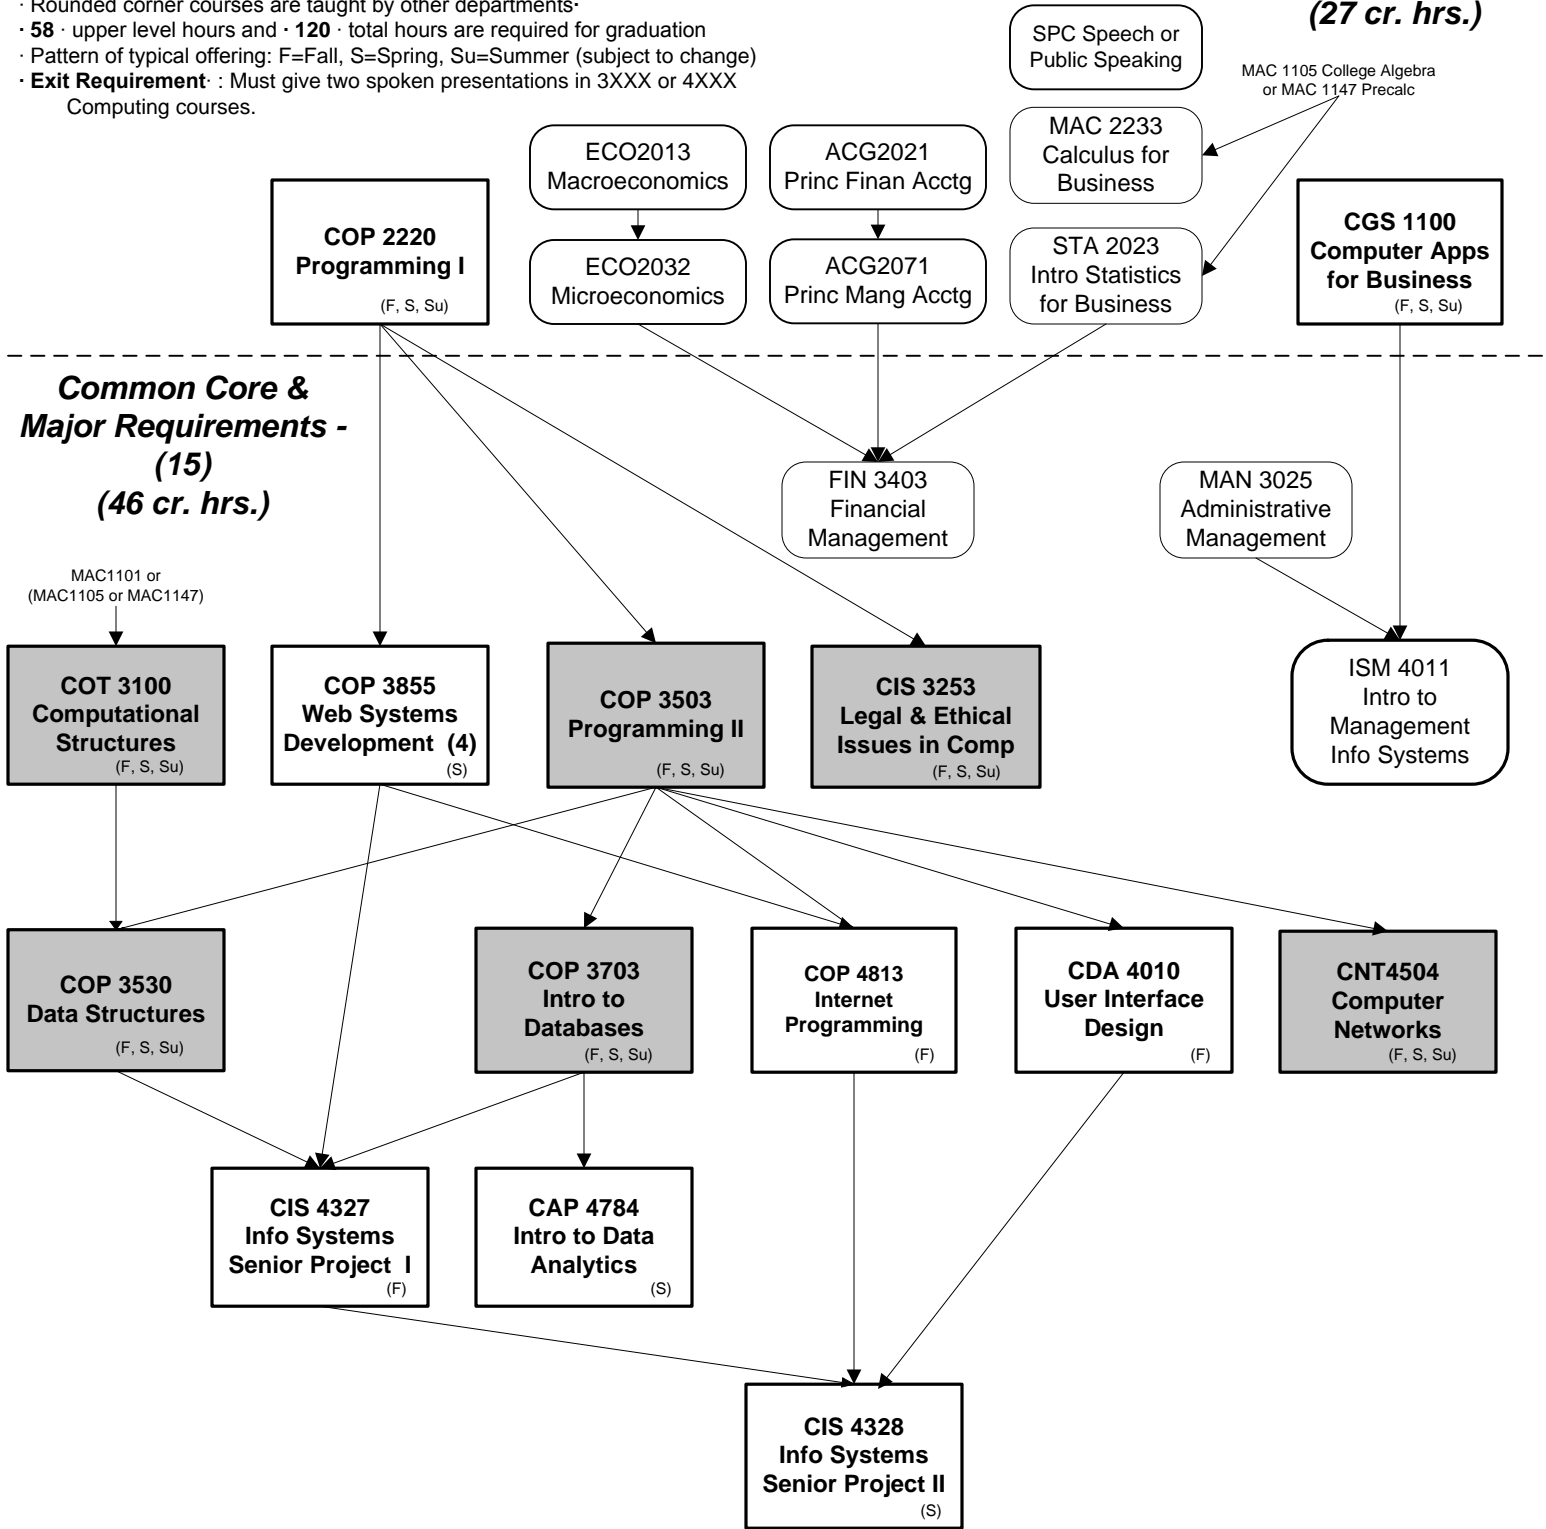 · Rounded corner courses are taught by other departments·
· 58 · upper level hours and · 120 · total hours are required for graduation
· Pattern of typical offering: F=Fall, S=Spring, Su=Summer (subject to change)
· Exit Requirement· : Must give two spoken presentations in 3XXX or 4XXX
Computing courses.
(27 cr. hrs.)
SPC Speech or
Public Speaking
MAC 1105 College Algebra
or MAC 1147 Precalc
COP 2220
Programming I
(F, S, Su)
ECO2013
Macroeconomics
ACG2021
Princ Finan Acctg
MAC 2233
Calculus for
Business
ECO2032
Microeconomics
ACG2071
Princ Mang Acctg
STA 2023
Intro Statistics
for Business
CGS 1100
Computer Apps
for Business
(F, S, Su)
Common Core &
Major Requirements -
(15)
(46 cr. hrs.)
FIN 3403
Financial
Management
MAN 3025
Administrative
Management
MAC1101 or
(MAC1105 or MAC1147)
COT 3100
Computational
Structures
(F, S, Su)
COP 3855
Web Systems
Development (4)
(S)
COP 3503
Programming II
(F, S, Su)
CIS 3253
Legal & Ethical
Issues in Comp
(F, S, Su)
ISM 4011
Intro to
Management
Info Systems
COP 3530
Data Structures
(F, S, Su)
COP 3703
Intro to
Databases
(F, S, Su)
COP 4813
Internet
Programming
(F)
CDA 4010
User Interface
Design
(F)
CNT4504
Computer
Networks
(F, S, Su)
CIS 4327
Info Systems
Senior Project I
(F)
CAP 4784
Intro to Data
Analytics
(S)
CIS 4328
Info Systems
Senior Project II
(S)